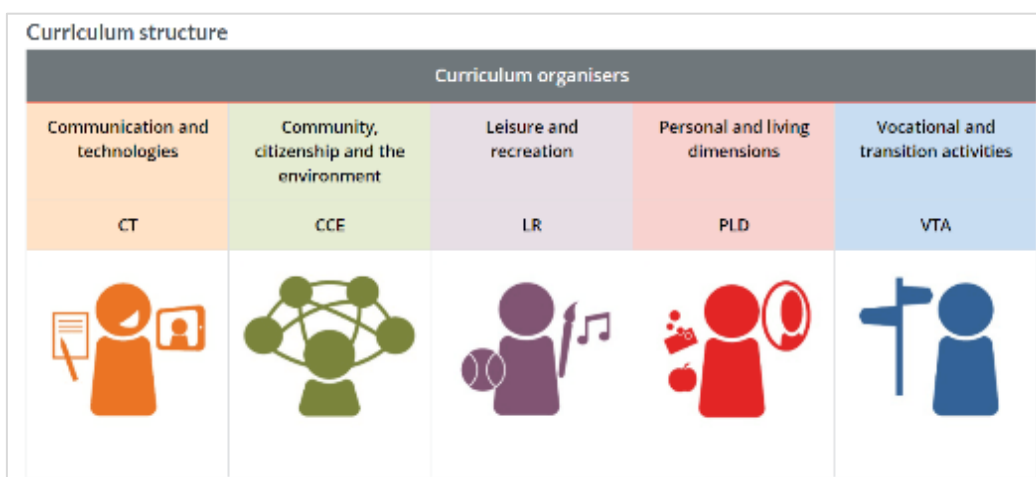 Curriculum structure
Curriculum organisers
Communication and
technologies
Community,
citizenship and the
environment
Leisure and
recreation
Personal and living
dimensions
Vocational and
transition activities
CT
CCE
LR
PLD
VTA